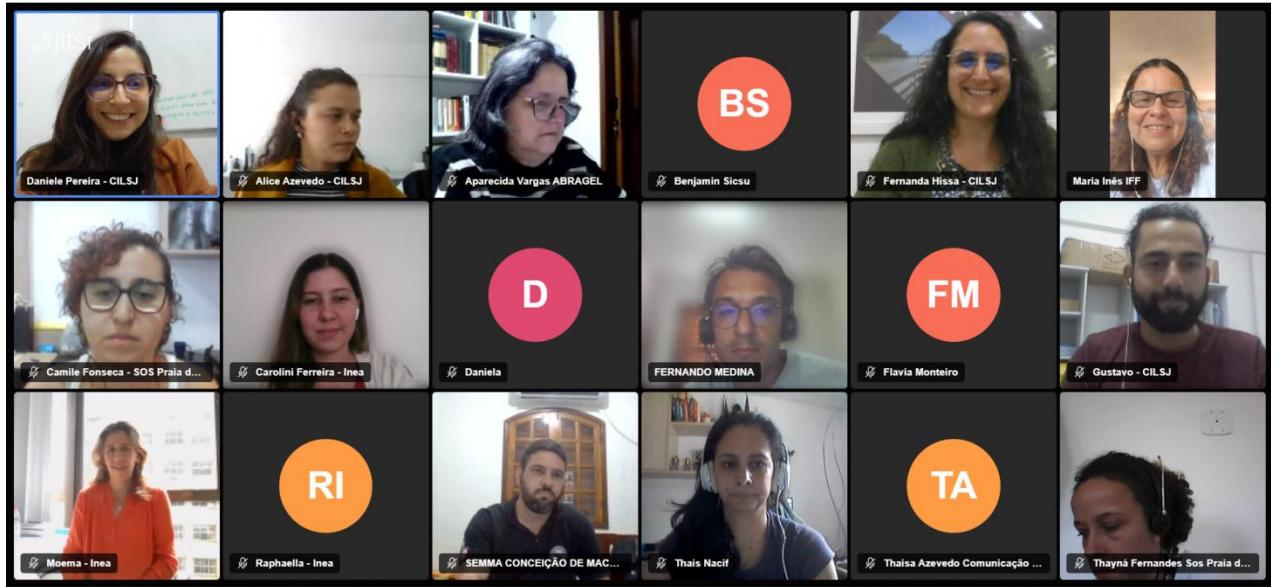 jitsi
Daniele Pereira - CILSJ
Alice Azevedo - CILSJ
Aparecida Vargas ABRAGEL
BS
Benjamin Sicsu
Fernanda Hissa - CILSJ
Maria Inês IFF
Camile Fonseca - SOS Praia d...
Carolini Ferreira - Inea
D
Daniela
FERNANDO MEDINA
FM
Flavia Monteiro
Gustavo - CILSJ
Moema - Inea
RI
Raphaella - Inea
SEMMA CONCEIÇÃO DE MAC...
Thais Nacif
TA
Thaisa Azevedo Comunicação ...
Thayná Fernandes Sos Praia d...